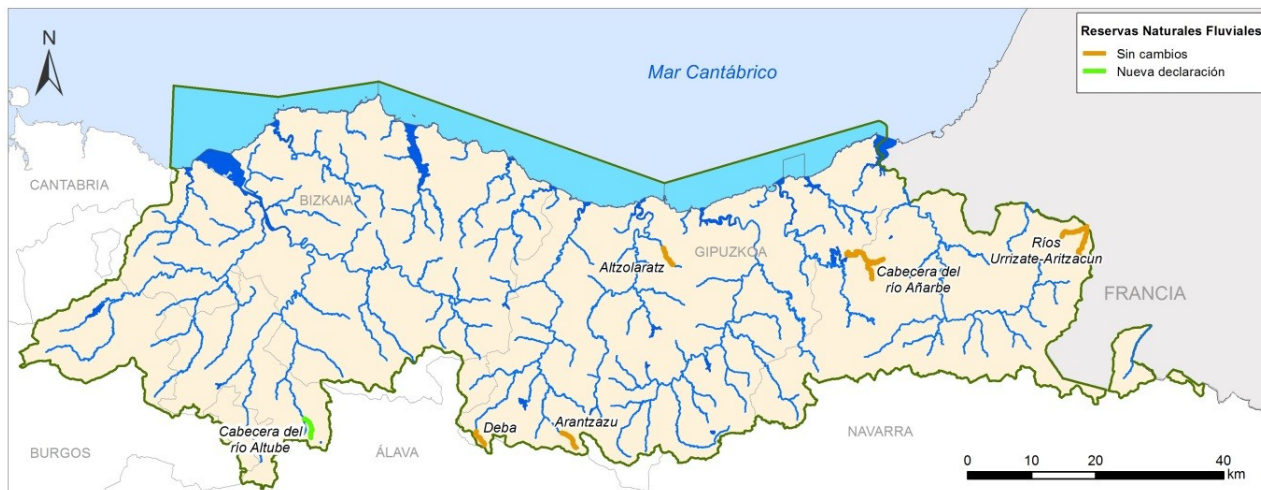 N
Mar Cantábrico
Reservas Naturales Fluviales
Sin cambios
Nueva declaración
CANTABRIA
BIZKAIA
GIPUZKOA
Altzolaratz
Cabecera del
río Añarbe
Ríos
Urrizate-Aritzacun
FRANCIA
Cabecera del
río Altube
Deba
Arantzazu
BURGOS
ÁLAVA
NAVARRA
0 10 20 40
km